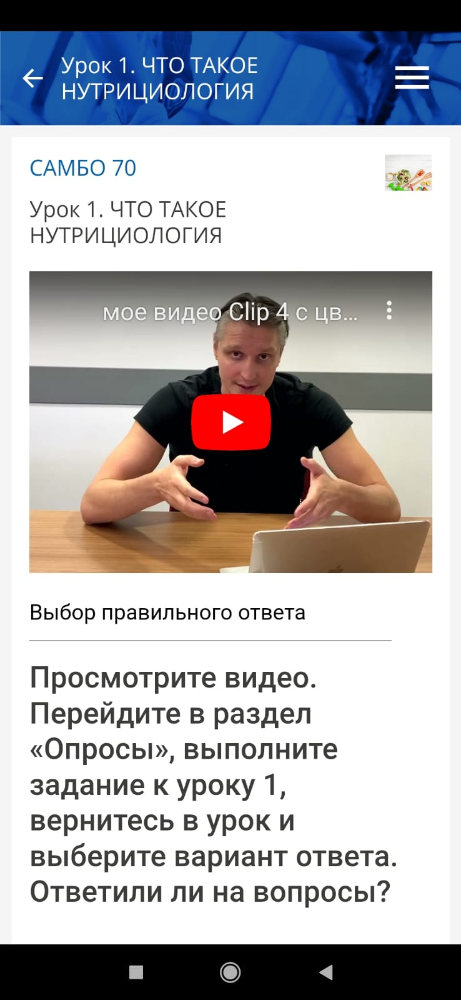 Урок 1. ЧТО ТАКОЕ
НУТРИЦИОЛОГИЯ
САМБО 70
Урок 1. ЧТО ТАКОЕ
НУТРИЦИОЛОГИЯ
мое видео Clip 4 с цв...
Выбор правильного ответа
Просмотрите видео.
Перейдите в раздел
«Опросы», выполните
задание к уроку 1,
вернитесь в урок и
выберите вариант ответа.
Ответили ли на вопросы?